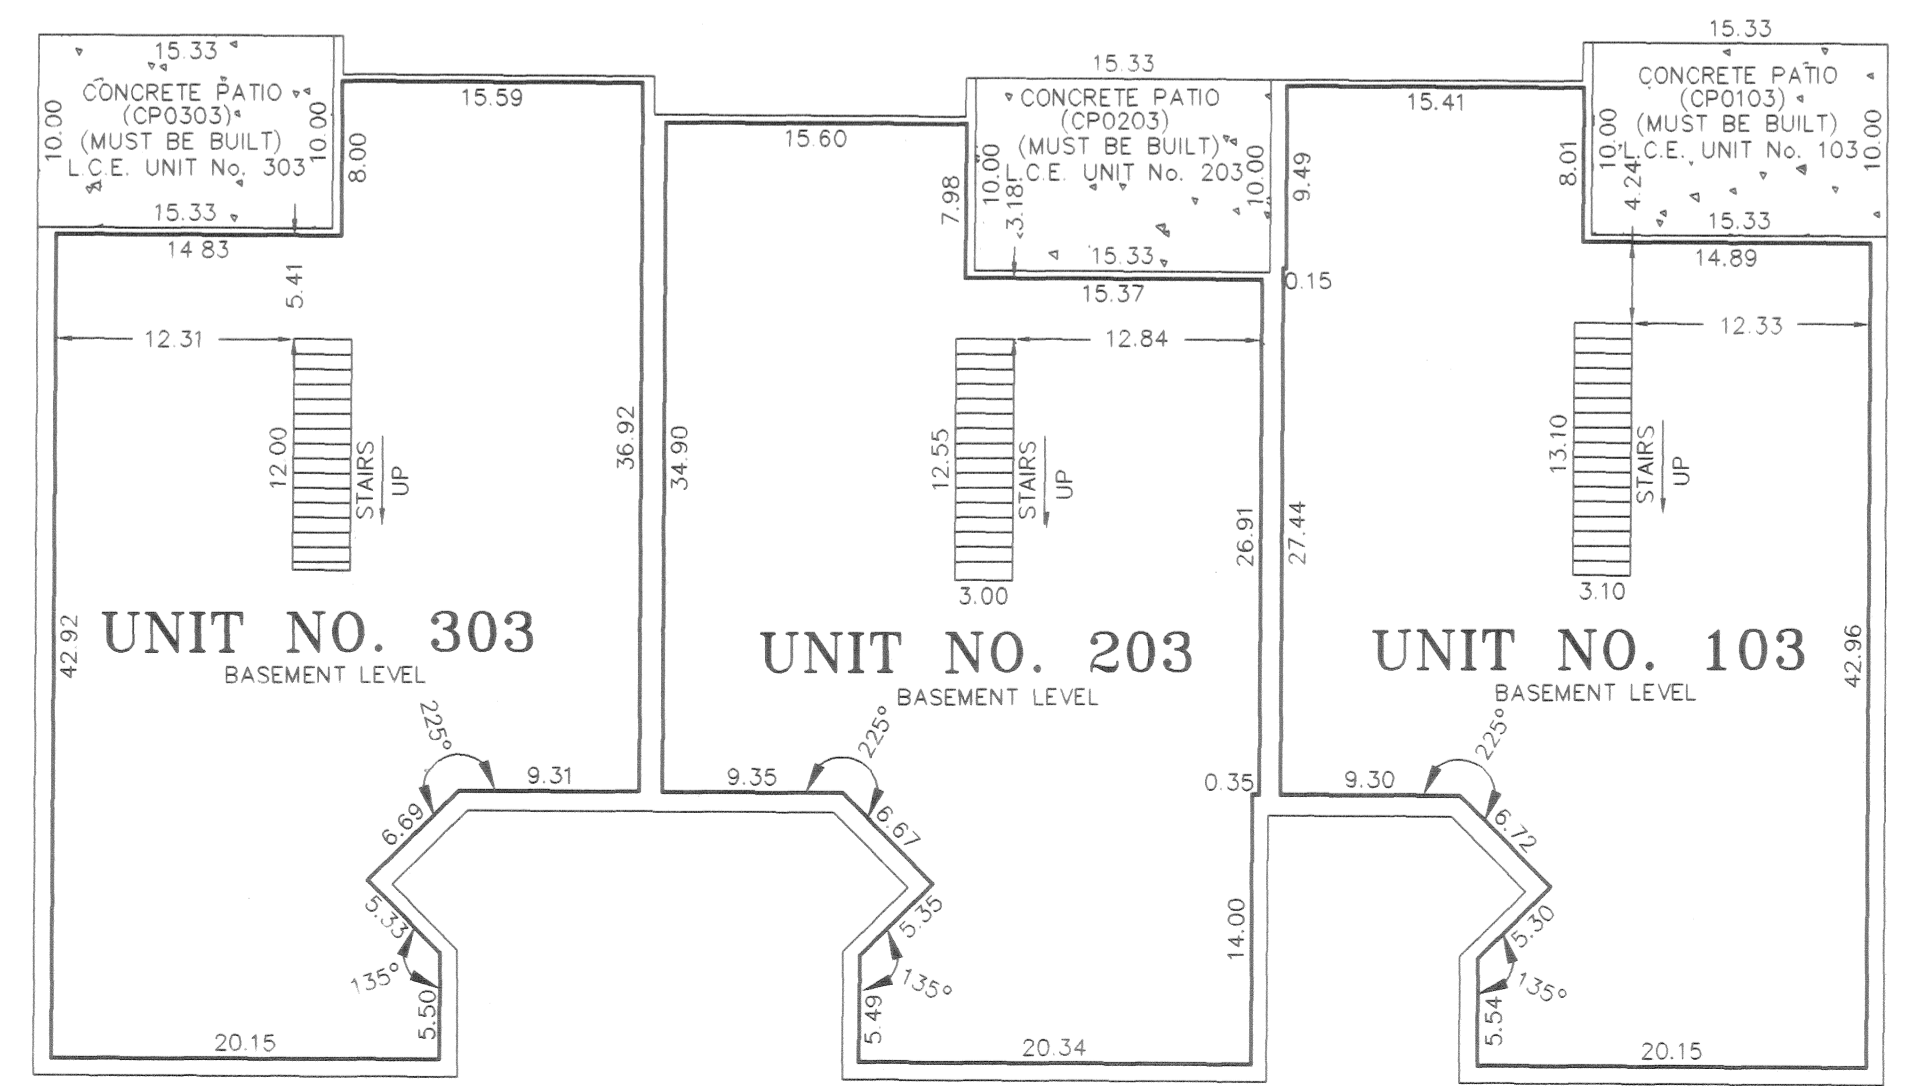 15.33
CONCRETE PATIO
(CP0303)
(MUST BE BUILT)
L.C.E. UNIT No. 303
10.00
10.00
15.33
14.83
15.59
8.00
5.41
12.31
12.00
STAIRS
UP
36.92
42.92
UNIT NO. 303
BASEMENT LEVEL
225°
9.31
6.69
5.33
135°
5.50
20.15
15.33
CONCRETE PATIO
(CP0203)
(MUST BE BUILT)
L.C.E. UNIT No. 203
10.00
10.00
15.33
15.60
7.98
3.18
15.37
12.84
34.90
12.55
STAIRS
UP
3.00
26.91
UNIT NO. 203
BASEMENT LEVEL
225°
9.35
0.35
6.67
5.35
135°
5.49
14.00
20.34
15.33
CONCRETE PATIO
(CP0103)
(MUST BE BUILT)
L.C.E. UNIT No. 103
10.00
10.00
15.33
15.41
9.49
8.01
4.24
0.15
14.89
12.33
27.44
13.10
STAIRS
UP
3.10
UNIT NO. 103
BASEMENT LEVEL
42.96
225°
9.30
6.72
5.30
135°
5.54
20.15